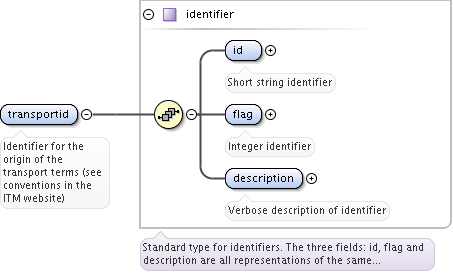 identifier
id
Short string identifier
flag
Integer identifier
description
Verbose description of identifier
transportid
Identifier for the
origin of the
transport terms (see
conventions in the
ITM website)
Standard type for identifiers. The three fields: id, flag and
description are all representations of the same...